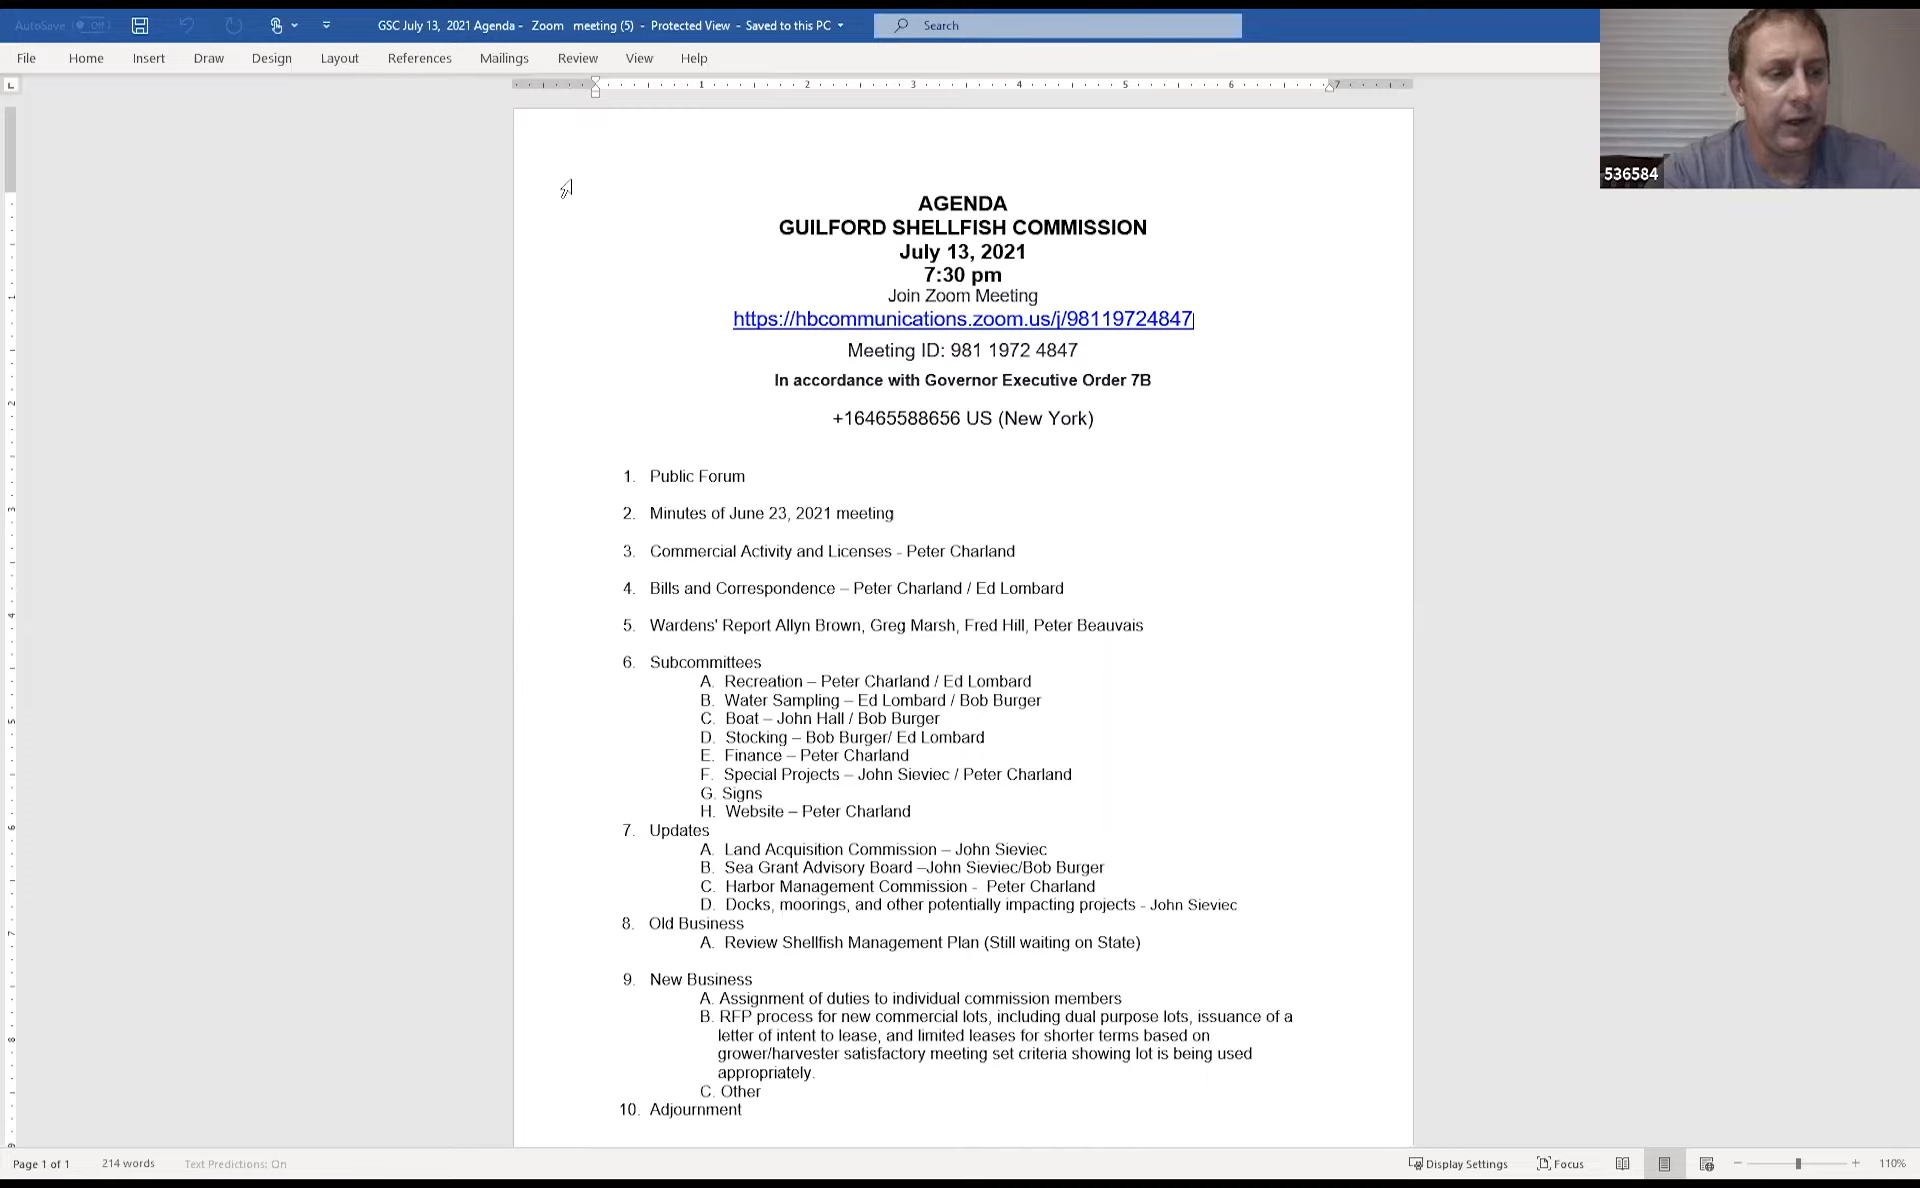 AutoSave Off
GSC July 13, 2021 Agenda - Zoom meeting (5) - Protected View - Saved to this PC
Search
File Home Insert Draw Design Layout References Mailings Review View Help
1 2 3 4 5 6 7
536584
AGENDA
GUILFORD SHELLFISH COMMISSION
July 13, 2021
7:30 pm
Join Zoom Meeting
https://hbcommunications.zoom.us/j/98119724847
Meeting ID: 981 1972 4847
In accordance with Governor Executive Order 7B
+16465588656 US (New York)
1. Public Forum
2. Minutes of June 23, 2021 meeting
3. Commercial Activity and Licenses - Peter Charland
4. Bills and Correspondence – Peter Charland / Ed Lombard
5. Wardens' Report Allyn Brown, Greg Marsh, Fred Hill, Peter Beauvais
6. Subcommittees
A. Recreation – Peter Charland / Ed Lombard
B. Water Sampling – Ed Lombard / Bob Burger
C. Boat – John Hall / Bob Burger
D. Stocking – Bob Burger/ Ed Lombard
E. Finance – Peter Charland
F. Special Projects – John Sieviec / Peter Charland
G. Signs
H. Website – Peter Charland
7. Updates
A. Land Acquisition Commission – John Sieviec
B. Sea Grant Advisory Board –John Sieviec/Bob Burger
C. Harbor Management Commission - Peter Charland
D. Docks, moorings, and other potentially impacting projects - John Sieviec
8. Old Business
A. Review Shellfish Management Plan (Still waiting on State)
9. New Business
A. Assignment of duties to individual commission members
B. RFP process for new commercial lots, including dual purpose lots, issuance of a
letter of intent to lease, and limited leases for shorter terms based on
grower/harvester satisfactory meeting set criteria showing lot is being used
appropriately.
C. Other
10. Adjournment
Page 1 of 1 214 words Text Predictions: On
Display Settings Focus 110%